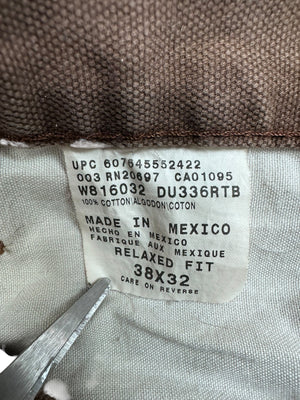 UPC 607645552422
0Q3 RN20697 CA01095
W816032 DU336RTB
100% COTTON\ALGODON\COTON
MADE IN MEXICO
HECHO EN MEXICO
FABRIQUE AUX MEXIQUE
RELAXED FIT
38X32
CARE ON REVERSE